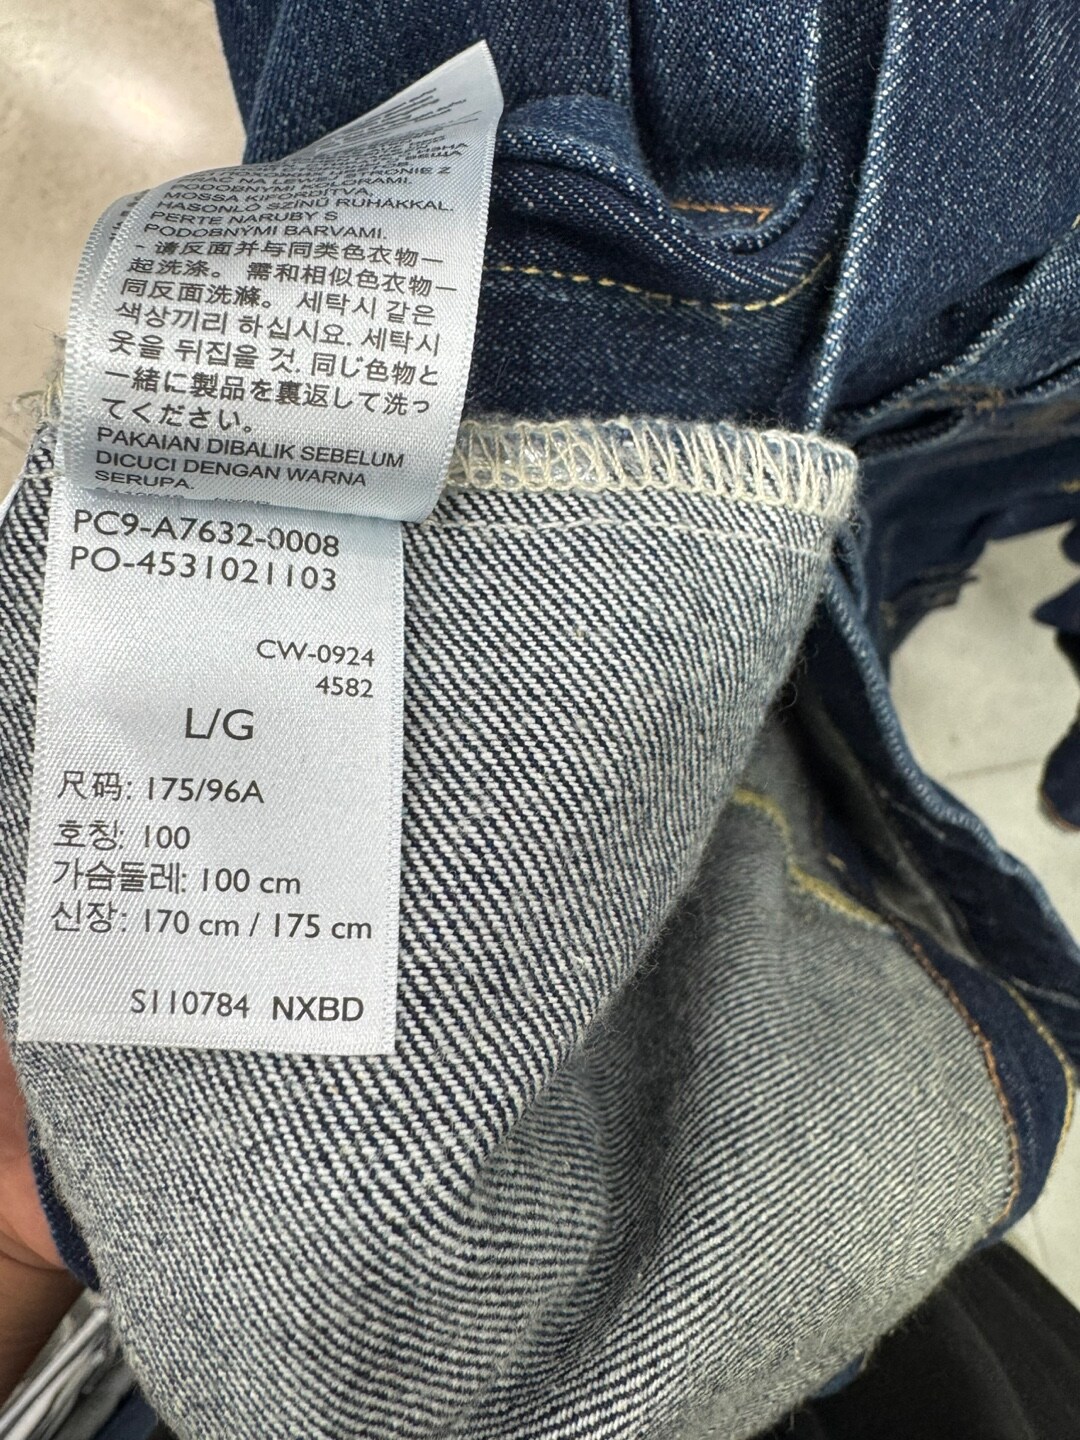 PODOBNYMI KOLORAMI.
MOSSA KIFORDÍTVA,
HASONLÓ SZÍNŰ RUHÁKKAL.
PERTE NARUBY S
PODOBNYMI BARVAMI.
- 请反面并与同类色衣物一
起洗涤。 需和相似色衣物一
同反面洗滌。 세탁시 같은
색상끼리 하십시요. 세탁시
옷을 뒤집을 것. 同じ色物と
一緒に製品を裏返して洗っ
てください。
PAKAIAN DIBALIK SEBELUM
DICUCI DENGAN WARNA
SERUPA.
PC9-A7632-0008
PO-4531021103
CW-0924
4582
L/G
尺码: 175/96A
호칭: 100
가슴둘레: 100 cm
신장: 170 cm / 175 cm
S110784 NXBD